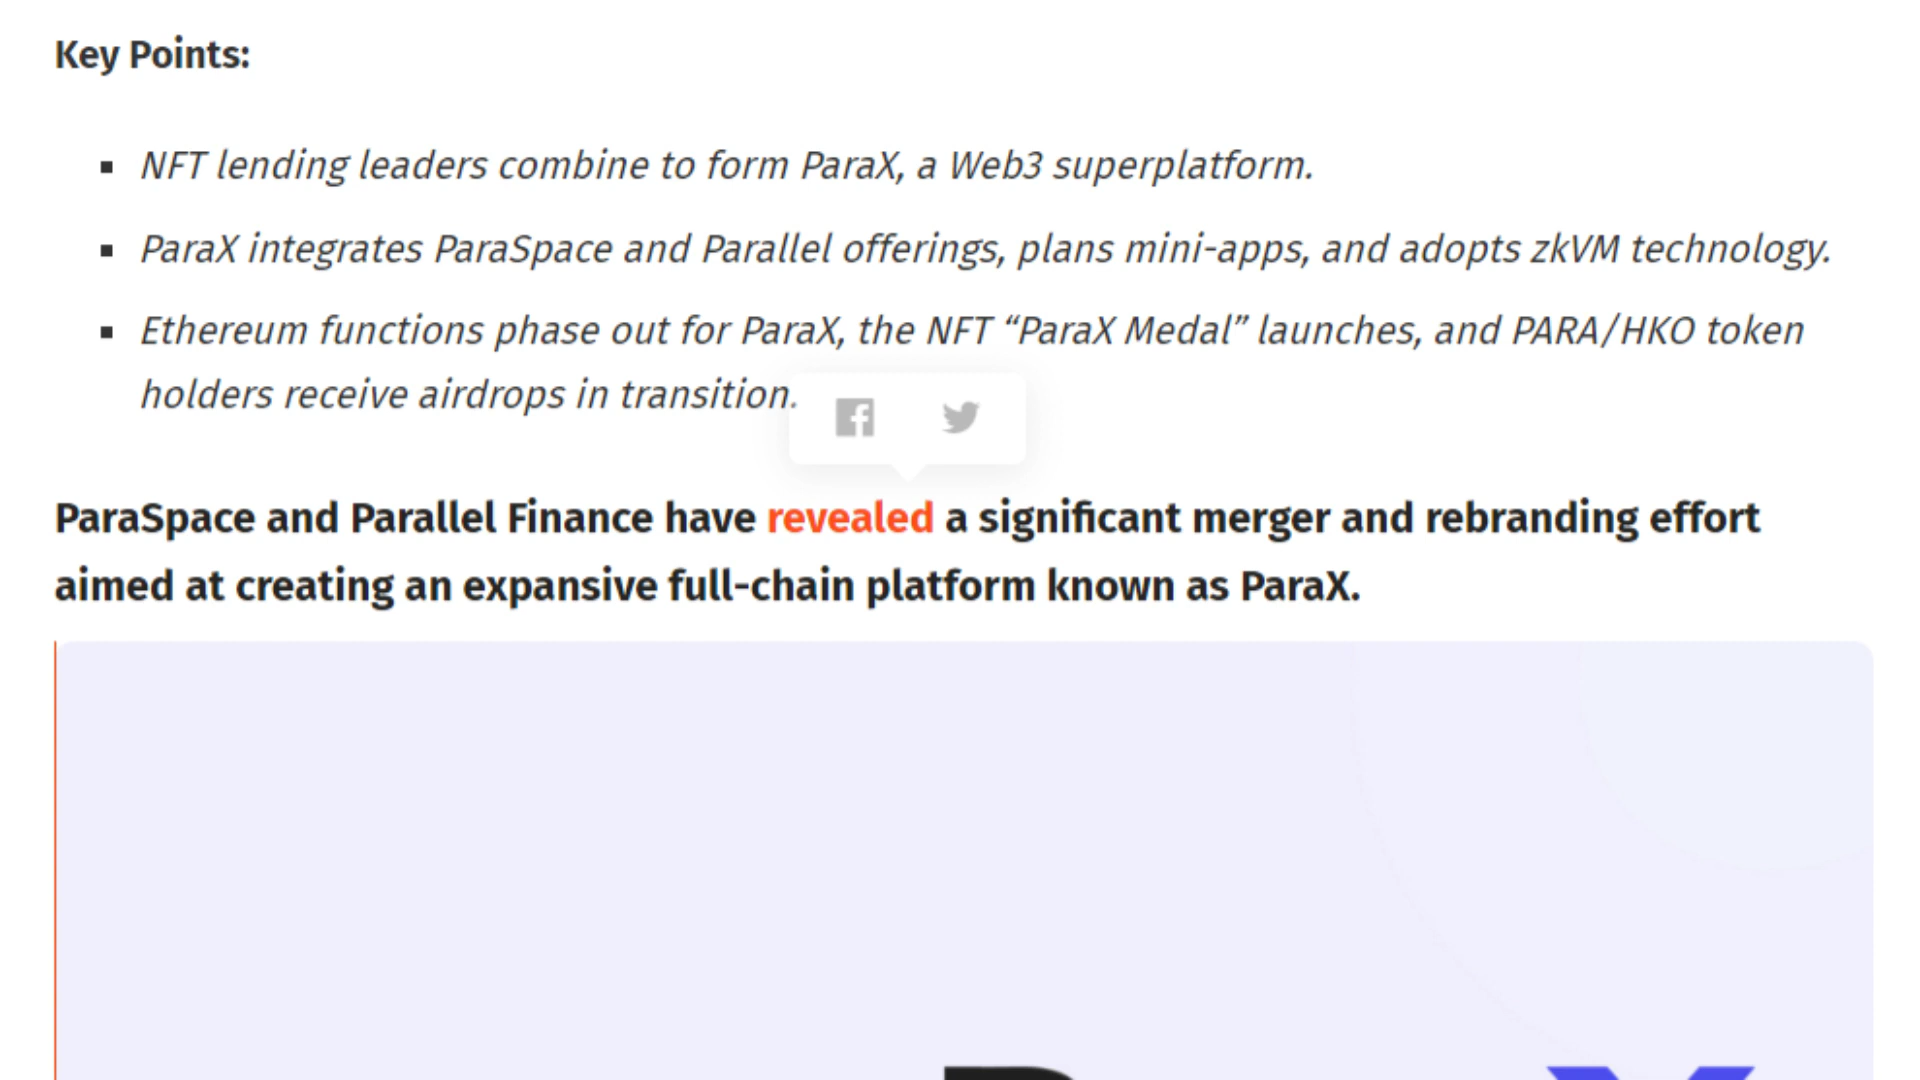 Key Points:
NFT lending leaders combine to form ParaX, a Web3 superplatform.
ParaX integrates ParaSpace and Parallel offerings, plans mini-apps, and adopts zkVM technology.
Ethereum functions phase out for ParaX, the NFT “ParaX Medal” launches, and PARA/HKO token
holders receive airdrops in transition.
ParaSpace and Parallel Finance have revealed a significant merger and rebranding effort
aimed at creating an expansive full-chain platform known as ParaX.